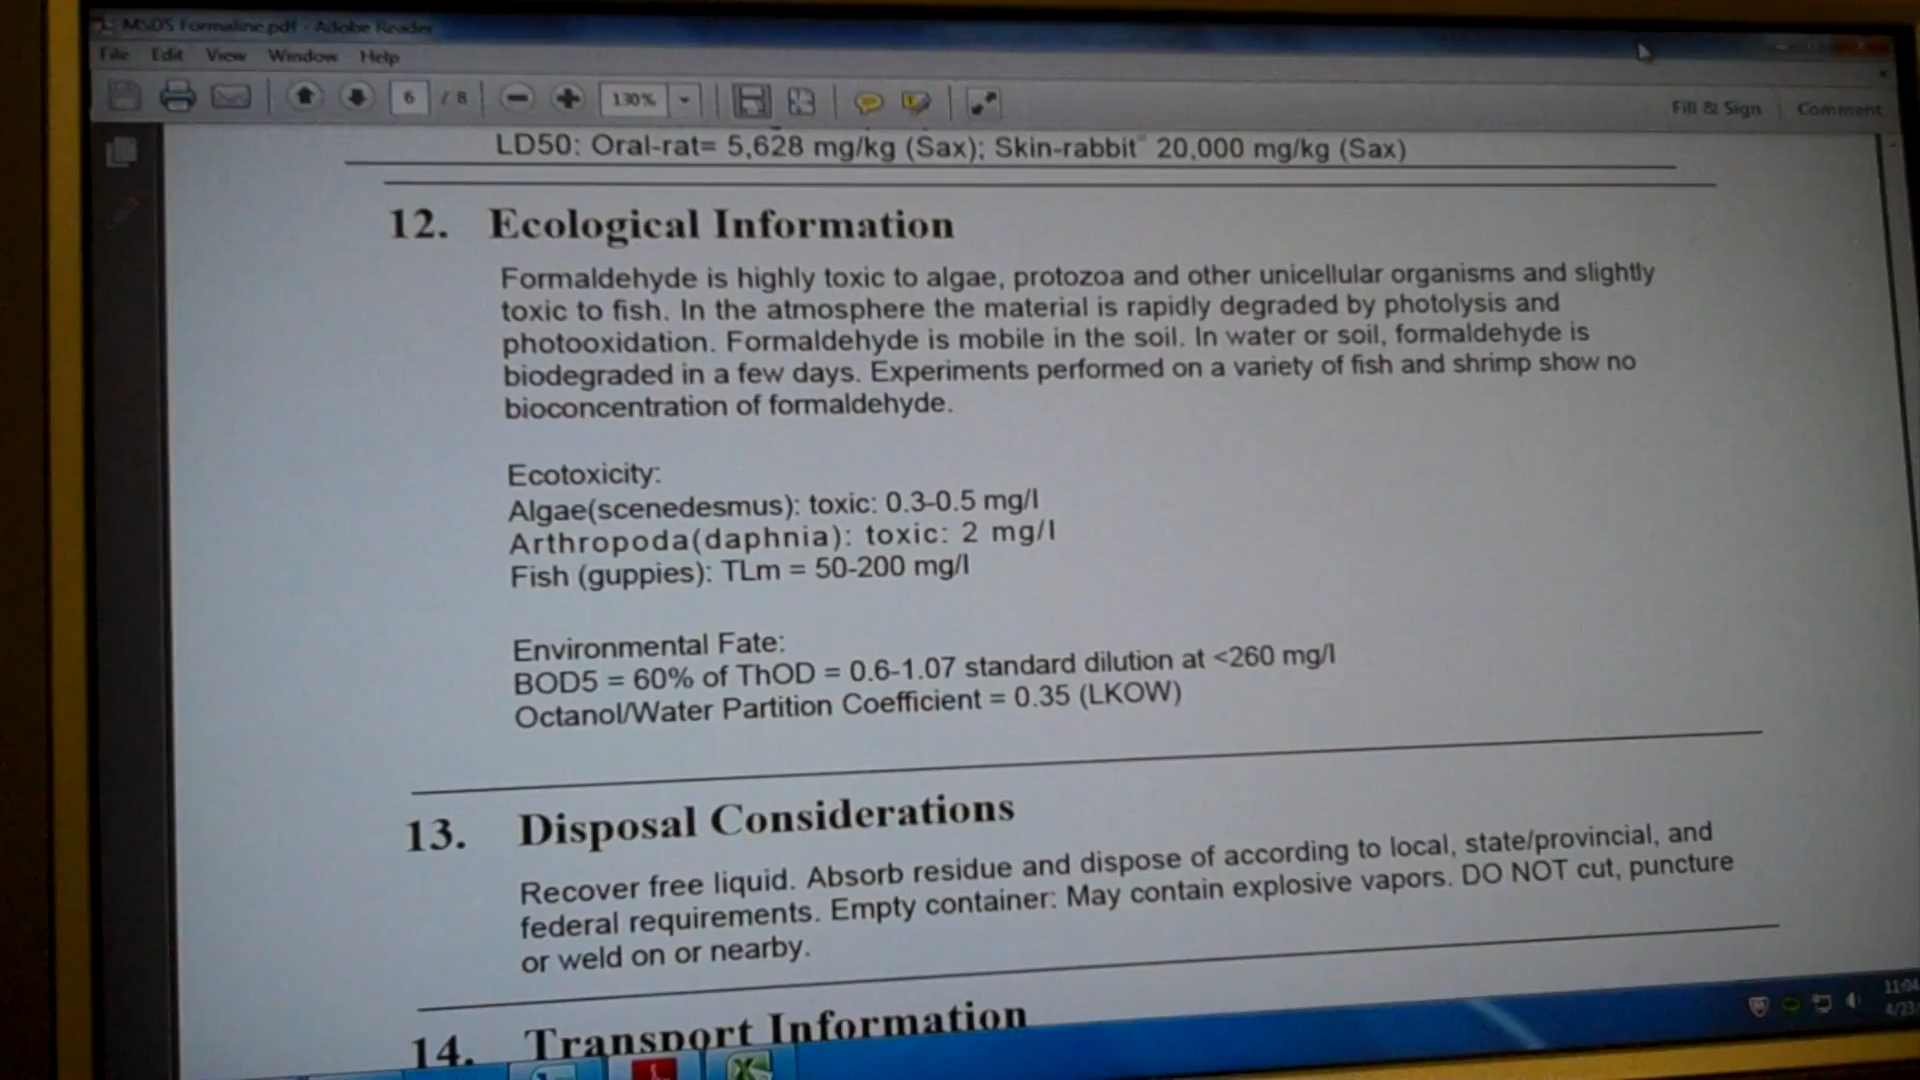 MSDS Formaline.pdf - Adobe Reader
File Edit View Window Help
6 / 8 130% Fill & Sign Comment
LD50: Oral-rat= 5,628 mg/kg (Sax); Skin-rabbit= 20,000 mg/kg (Sax)
12. Ecological Information
Formaldehyde is highly toxic to algae, protozoa and other unicellular organisms and slightly
toxic to fish. In the atmosphere the material is rapidly degraded by photolysis and
photooxidation. Formaldehyde is mobile in the soil. In water or soil, formaldehyde is
biodegraded in a few days. Experiments performed on a variety of fish and shrimp show no
bioconcentration of formaldehyde.
Ecotoxicity:
Algae(scenedesmus): toxic: 0.3-0.5 mg/l
Arthropoda(daphnia): toxic: 2 mg/l
Fish (guppies): TLm = 50-200 mg/l
Environmental Fate:
BOD5 = 60% of ThOD = 0.6-1.07 standard dilution at <260 mg/l
Octanol/Water Partition Coefficient = 0.35 (LKOW)
13. Disposal Considerations
Recover free liquid. Absorb residue and dispose of according to local, state/provincial, and
federal requirements. Empty container: May contain explosive vapors. DO NOT cut, puncture
or weld on or nearby.
14. Transport Information
11:04
4/23